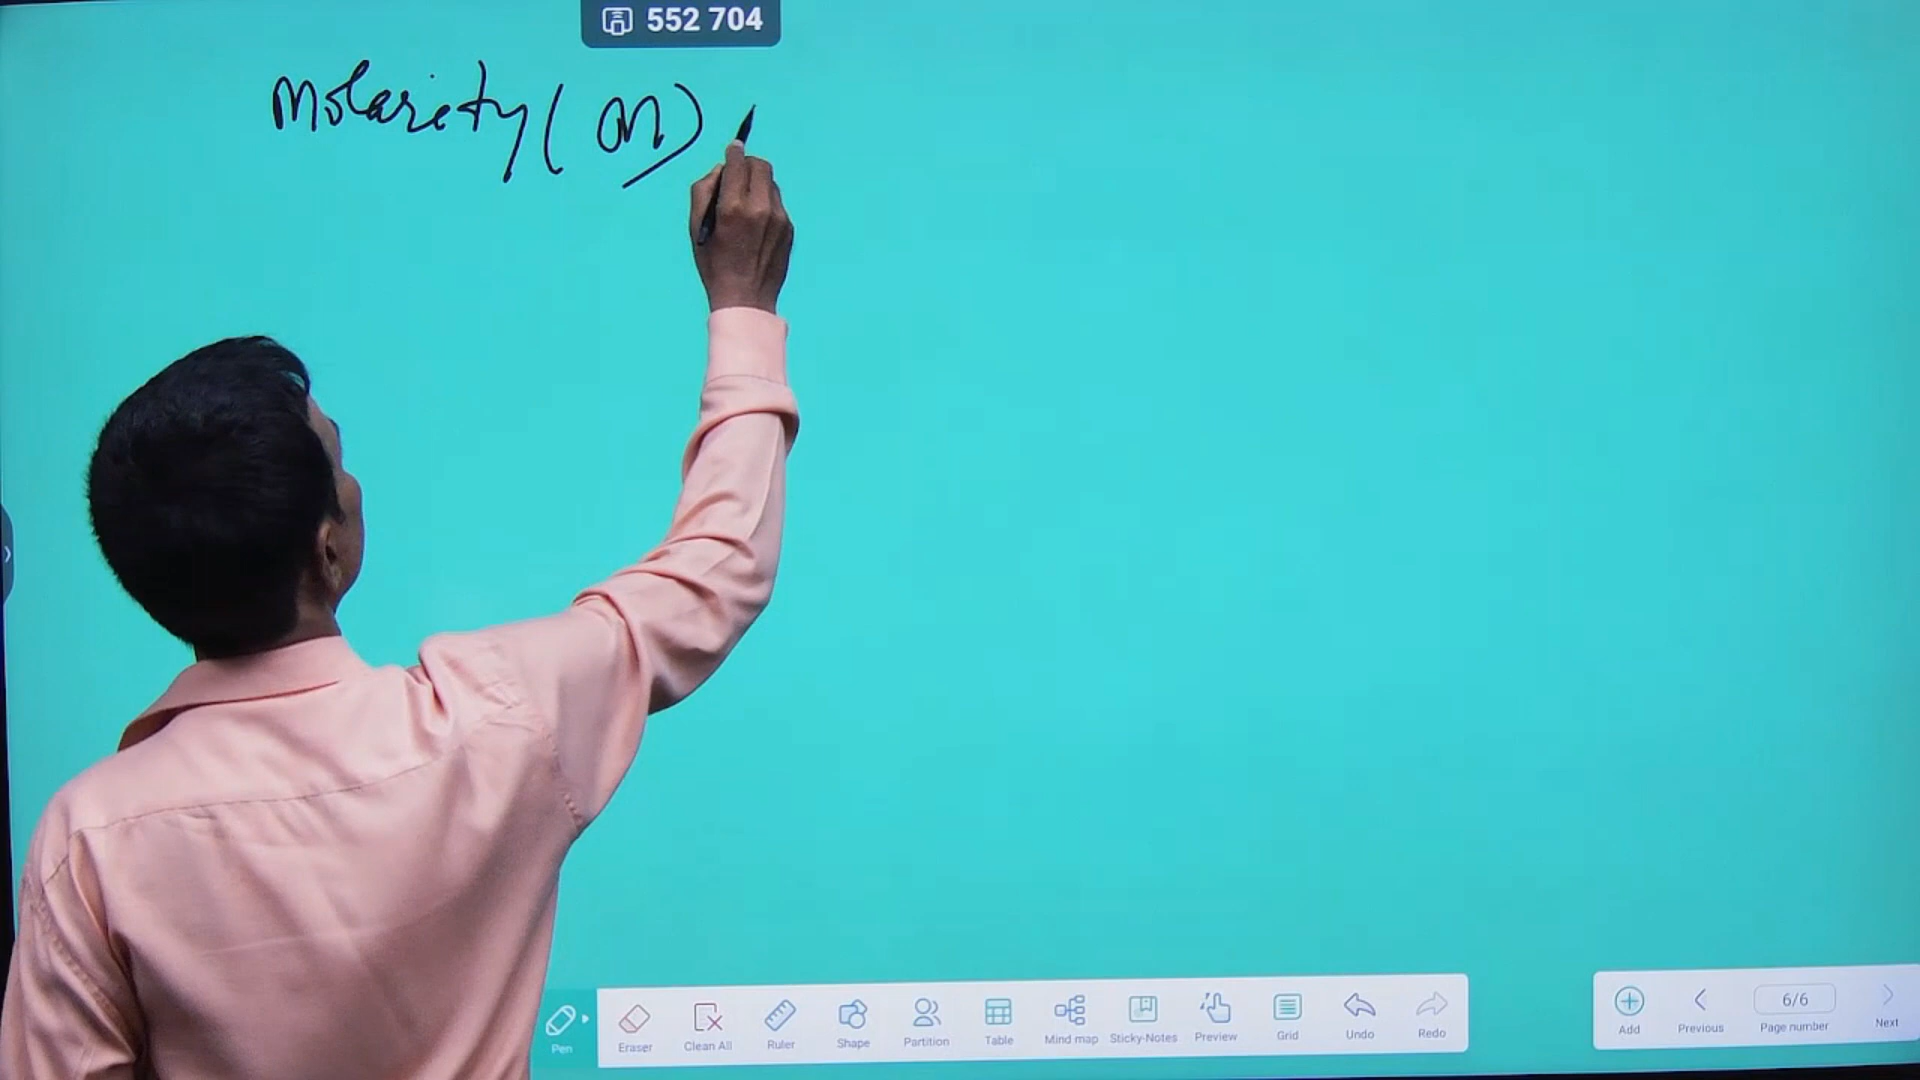 552 704
Molarity (M)
Pen
Eraser
Clean All
Ruler
Shape
Partition
Table
Mind map
Sticky-Notes
Preview
Grid
Undo
Redo
Add
Previous
6/6
Page number
Next